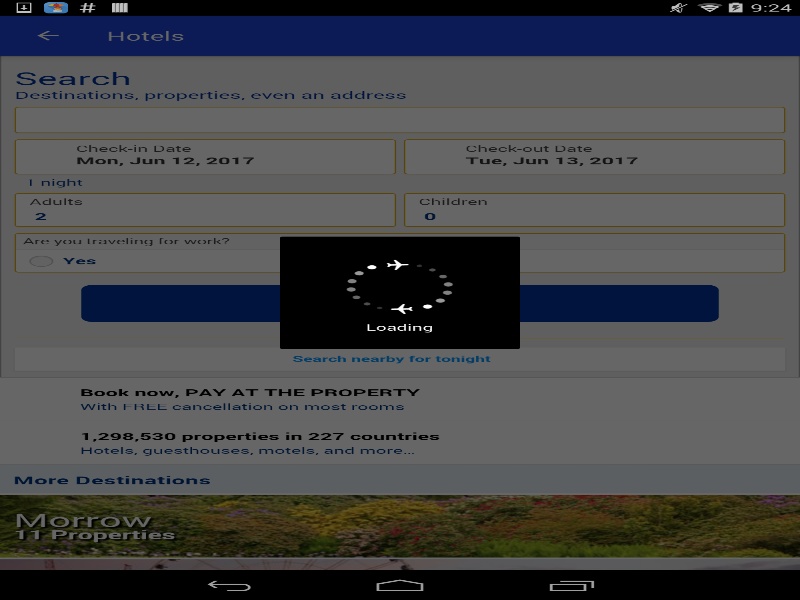 9:24
Hotels
Search
Destinations, properties, even an address
Check-in Date
Mon, Jun 12, 2017
Check-out Date
Tue, Jun 13, 2017
1 night
Adults
2
Children
0
Are you traveling for work?
Yes
Loading
Search nearby for tonight
Book now, PAY AT THE PROPERTY
With FREE cancellation on most rooms
1,298,530 properties in 227 countries
Hotels, guesthouses, motels, and more...
More Destinations
Morrow
11 Properties